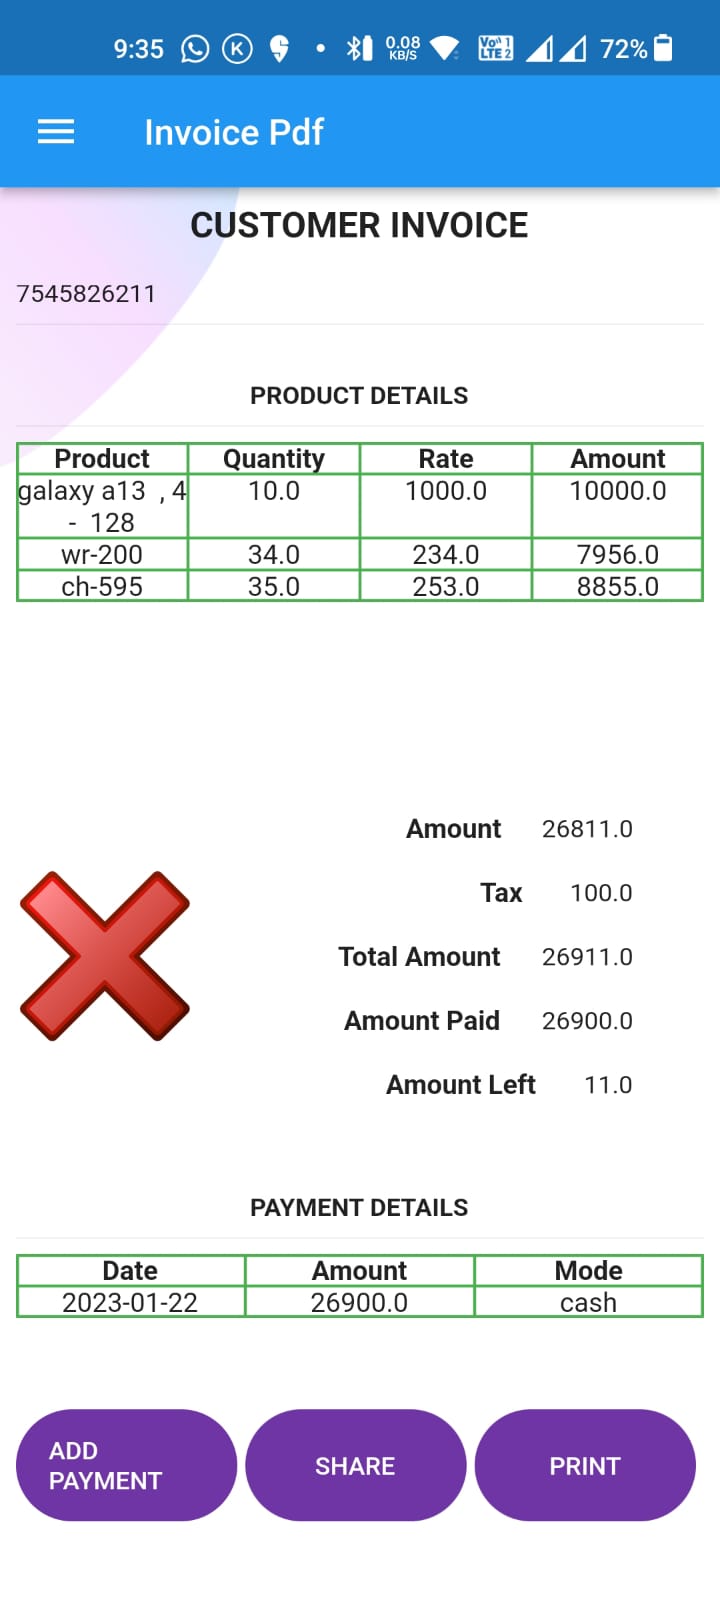 9:35 K 0.08 KB/S Vo 1 LTE 2 72%
Invoice Pdf
CUSTOMER INVOICE
7545826211
PRODUCT DETAILS
Product Quantity Rate Amount
galaxy a13 , 4 10.0 1000.0 10000.0
- 128
wr-200 34.0 234.0 7956.0
ch-595 35.0 253.0 8855.0
Amount 26811.0
Tax 100.0
Total Amount 26911.0
Amount Paid 26900.0
Amount Left 11.0
PAYMENT DETAILS
Date Amount Mode
2023-01-22 26900.0 cash
ADD PAYMENT SHARE PRINT